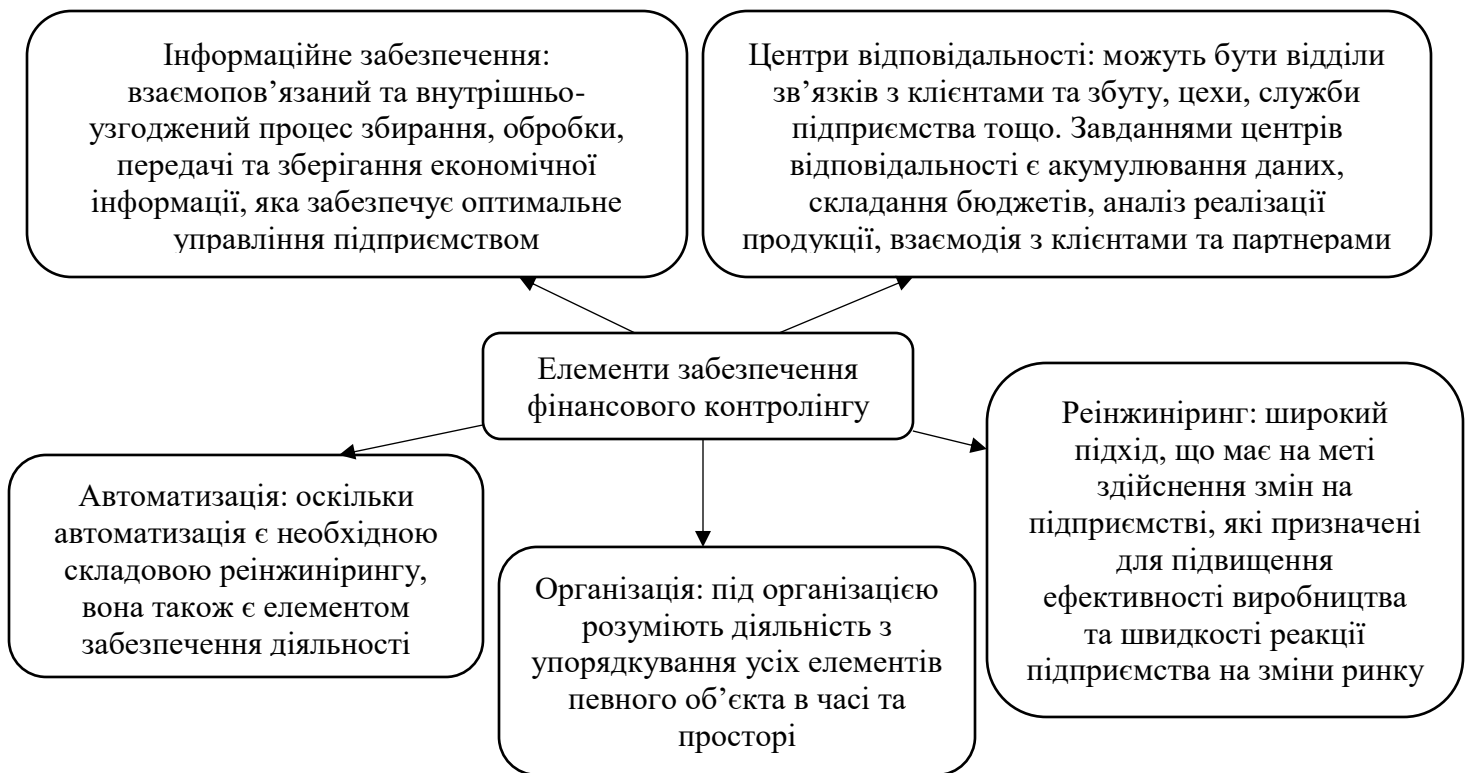 Інформаційне забезпечення:
взаємопов’язаний та внутрішньо-
узгоджений процес збирання, обробки,
передачі та зберігання економічної
інформації, яка забезпечує оптимальне
управління підприємством
Центри відповідальності: можуть бути відділи
зв’язків з клієнтами та збуту, цехи, служби
підприємства тощо. Завданнями центрів
відповідальності є акумулювання даних,
складання бюджетів, аналіз реалізації
продукції, взаємодія з клієнтами та партнерами
Елементи забезпечення
фінансового контролінгу
Автоматизація: оскільки
автоматизація є необхідною
складовою реінжинірингу,
вона також є елементом
забезпечення діяльності
Організація: під організацією
розуміють діяльність з
упорядкування усіх елементів
певного об’єкта в часі та
просторі
Реінжиніринг: широкий
підхід, що має на меті
здійснення змін на
підприємстві, які призначені
для підвищення
ефективності виробництва
та швидкості реакції
підприємства на зміни ринку